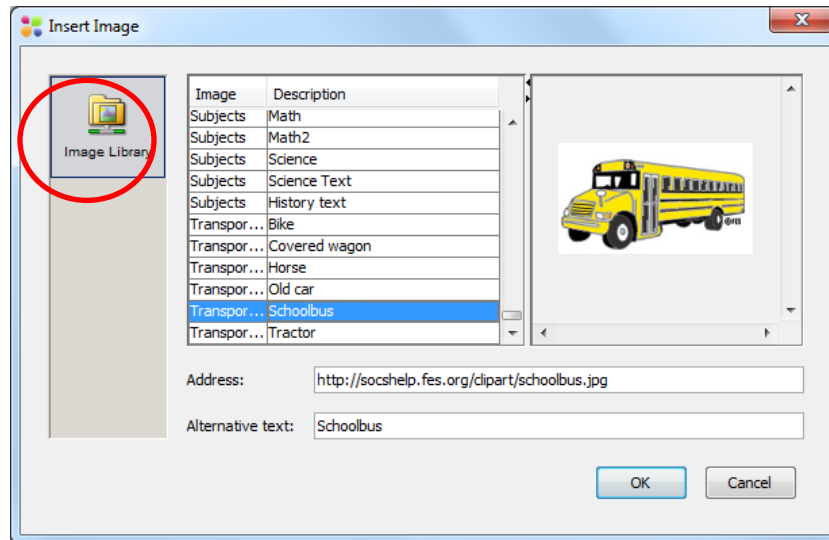 Insert Image
Image Library
Image Description
Subjects Math
Subjects Math2
Subjects Science
Subjects Science Text
Subjects History text
Transpor... Bike
Transpor... Covered wagon
Transpor... Horse
Transpor... Old car
Transpor... Schoolbus
Transpor... Tractor
©FES
Address: http://socshelp.fes.org/clipart/schoolbus.jpg
Alternative text: Schoolbus
OK Cancel